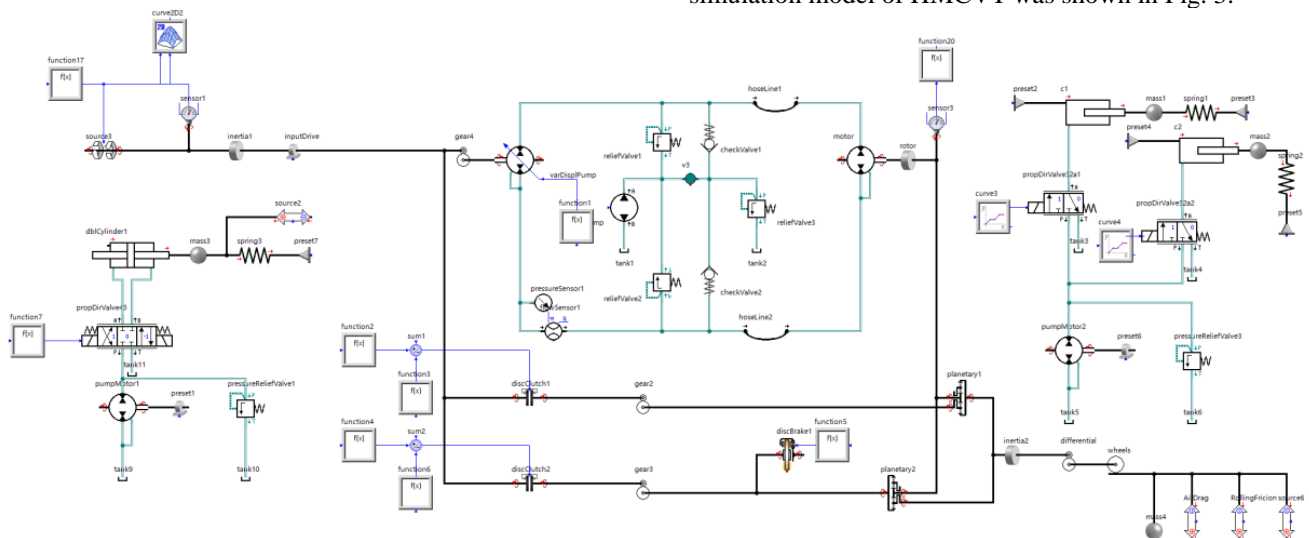 simulation model of HMCVT was shown in Fig. 3.
curve2D2
function17
f(x)
sensor1
source3
inertia1
inputDrive
gear4
hoseLine1
function20
f(x)
sensor3
motor
rotor
reliefValve1
checkValve1
v3
varDisplPump
function1
f(x)
mp
tank1
reliefValve3
tank2
reliefValve2
checkValve2
pressureSensor1
Sensor1
hoseLine2
preset2
c1
mass1
spring1
preset3
preset4
c2
mass2
spring2
preset5
propDirValve32a1
curve3
propDirValve32a2
curve4
tank3
tank4
pumpMotor2
preset6
pressureReliefValve3
tank5
tank6
source2
dblCylinder1
mass3
spring3
preset7
propDirValve43
function7
f(x)
tank11
pumpMotor1
preset1
pressureReliefValve1
tank9
tank10
function2
f(x)
sum1
function3
f(x)
discClutch1
gear2
planetary1
function4
f(x)
sum2
function6
f(x)
discClutch2
gear3
discBrake1
function5
f(x)
planetary2
inertia2
differential
wheels
mass4
AirDrag
RollingFricion
source6